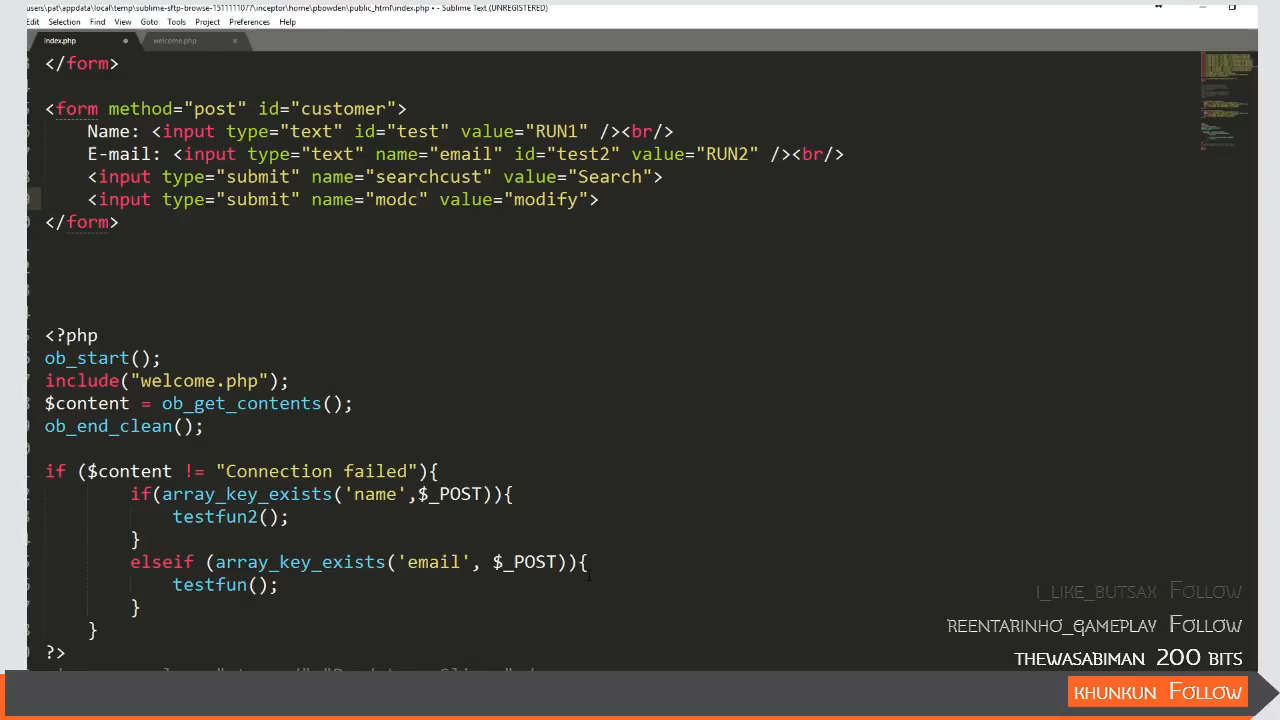 users\pat\appdata\local\temp\sublime-sftp-browse-1511111077\inceptor\home\pbowden\public_html\index.php • - Sublime Text (UNREGISTERED)
Edit Selection Find View Goto Tools Project Preferences Help
index.php welcome.php
</form>
<form method="post" id="customer">
Name: <input type="text" id="test" value="RUN1" /><br/>
E-mail: <input type="text" name="email" id="test2" value="RUN2" /><br/>
<input type="submit" name="searchcust" value="Search">
<input type="submit" name="modc" value="modify">
</form>
<?php
ob_start();
include("welcome.php");
$content = ob_get_contents();
ob_end_clean();
if ($content != "Connection failed"){
if(array_key_exists('name',$_POST)){
testfun2();
}
elseif (array_key_exists('email', $_POST)){
testfun();
}
}
?>
I_LIKE_BUTSAX FOLLOW
REENTARINHO_GAMEPLAY FOLLOW
THEWASABIMAN 200 BITS
KHUNKUN FOLLOW